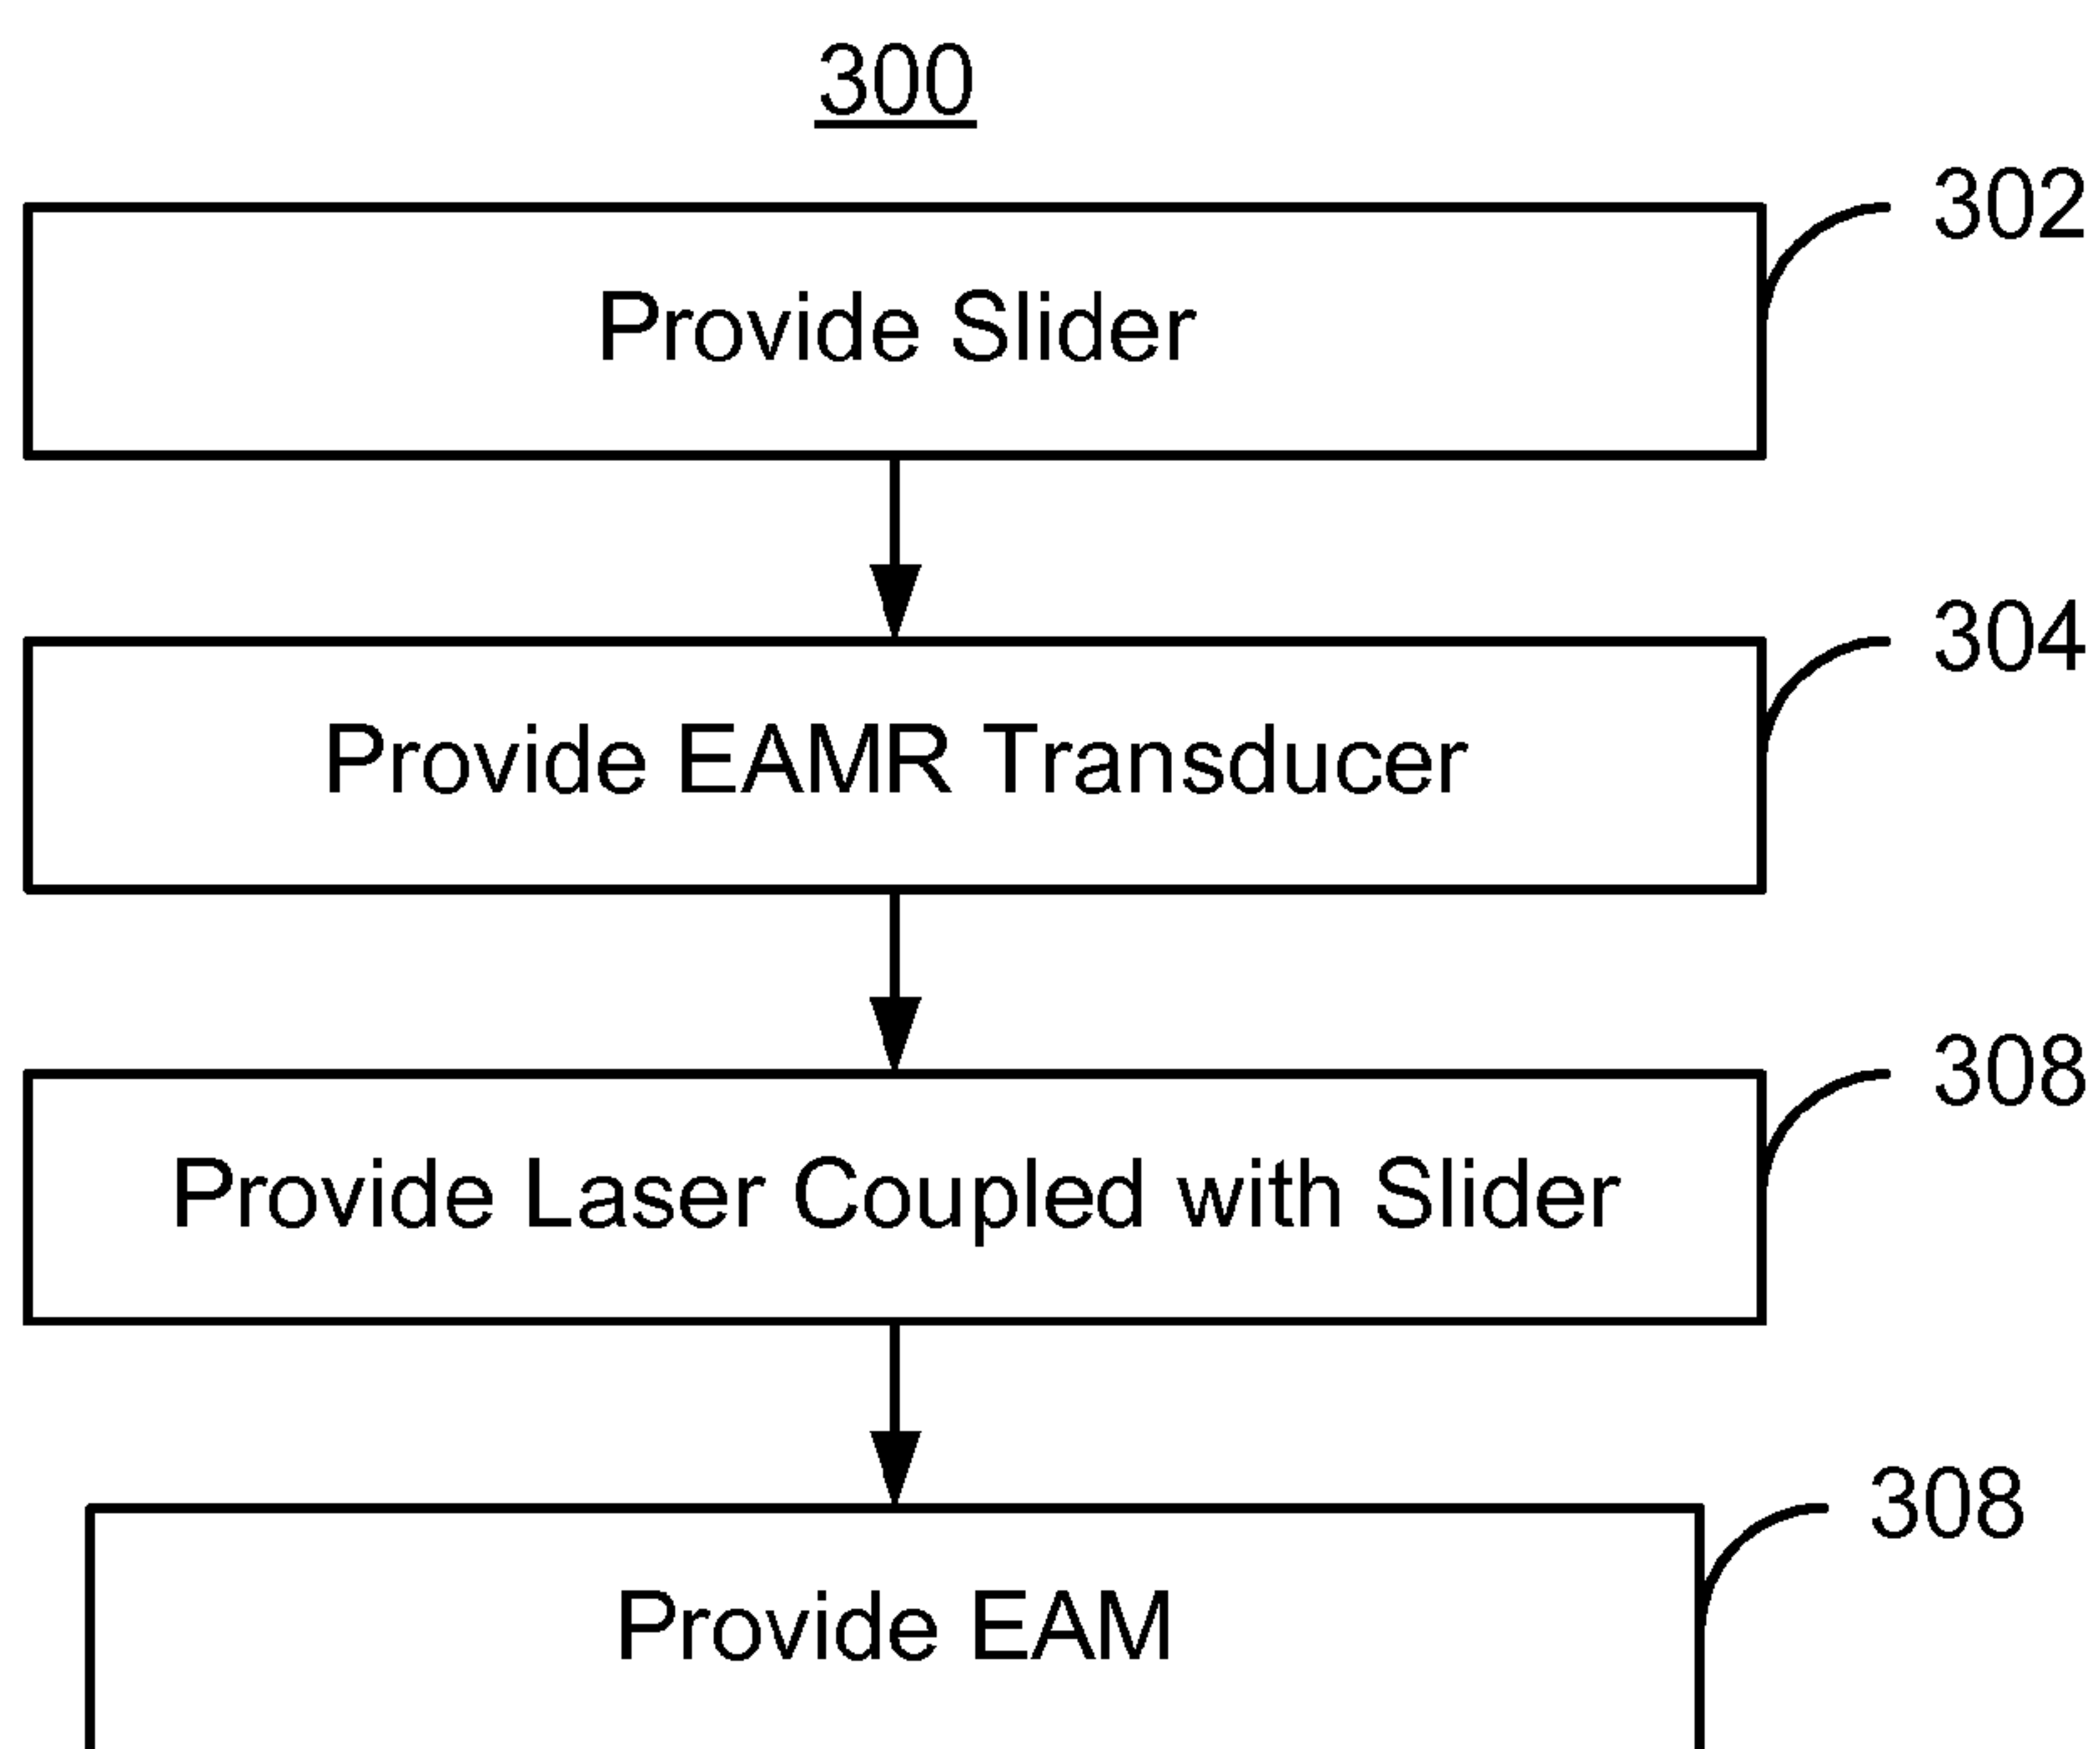 300
302
Provide Slider
304
Provide EAMR Transducer
308
Provide Laser Coupled with Slider
308
Provide EAM